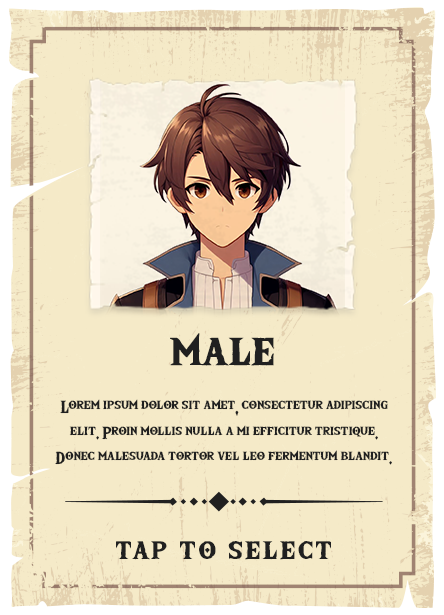 MALE
LOREM IPSUM DOLOR SIT AMET, CONSECTETUR ADIPISCING
ELIT. PROIN MOLLIS NULLA A MI EFFICITUR TRISTIQUE.
DONEC MALESUADA TORTOR VEL LEO FERMENTUM BLANDIT.
TAP TO SELECT